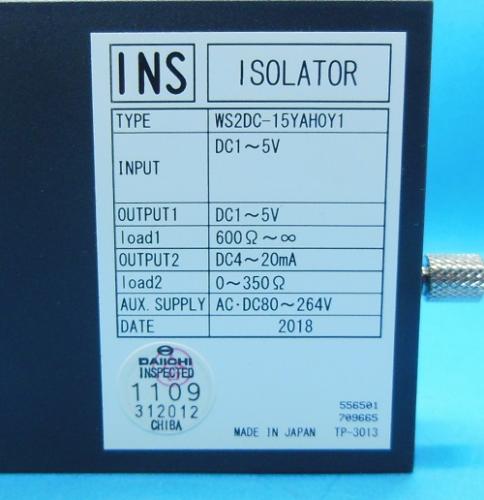 INS ISOLATOR
TYPE WS2DC-15YAH0Y1
INPUT DC1～5V
OUTPUT1 DC1～5V
load1 600Ω～∞
OUTPUT2 DC4～20mA
load2 0～350Ω
AUX. SUPPLY AC·DC80～264V
DATE 2018
DAIICHI
INSPECTED
1109
312012
CHIBA
556501
709665
MADE IN JAPAN TP-3013